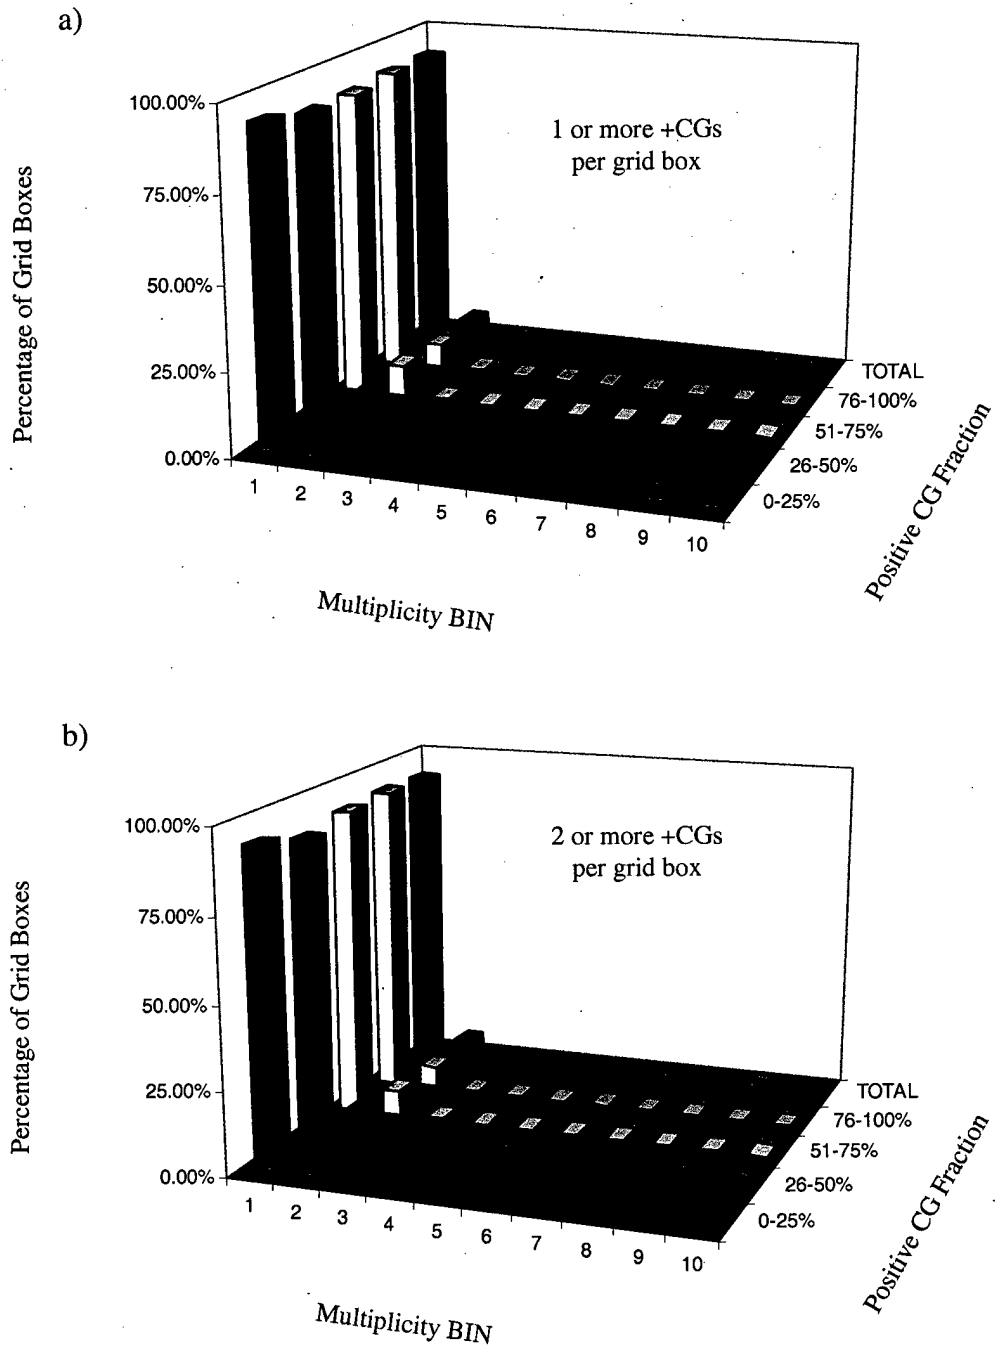 a)
1 or more +CGs
per grid box
Percentage of Grid Boxes
100.00%
75.00%
50.00%
25.00%
0.00%
1
2
3
4
5
6
7
8
9
10
TOTAL
76-100%
51-75%
26-50%
0-25%
Positive CG Fraction
Multiplicity BIN
b)
2 or more +CGs
per grid box
Percentage of Grid Boxes
100.00%
75.00%
50.00%
25.00%
0.00%
1
2
3
4
5
6
7
8
9
10
TOTAL
76-100%
51-75%
26-50%
0-25%
Positive CG Fraction
Multiplicity BIN